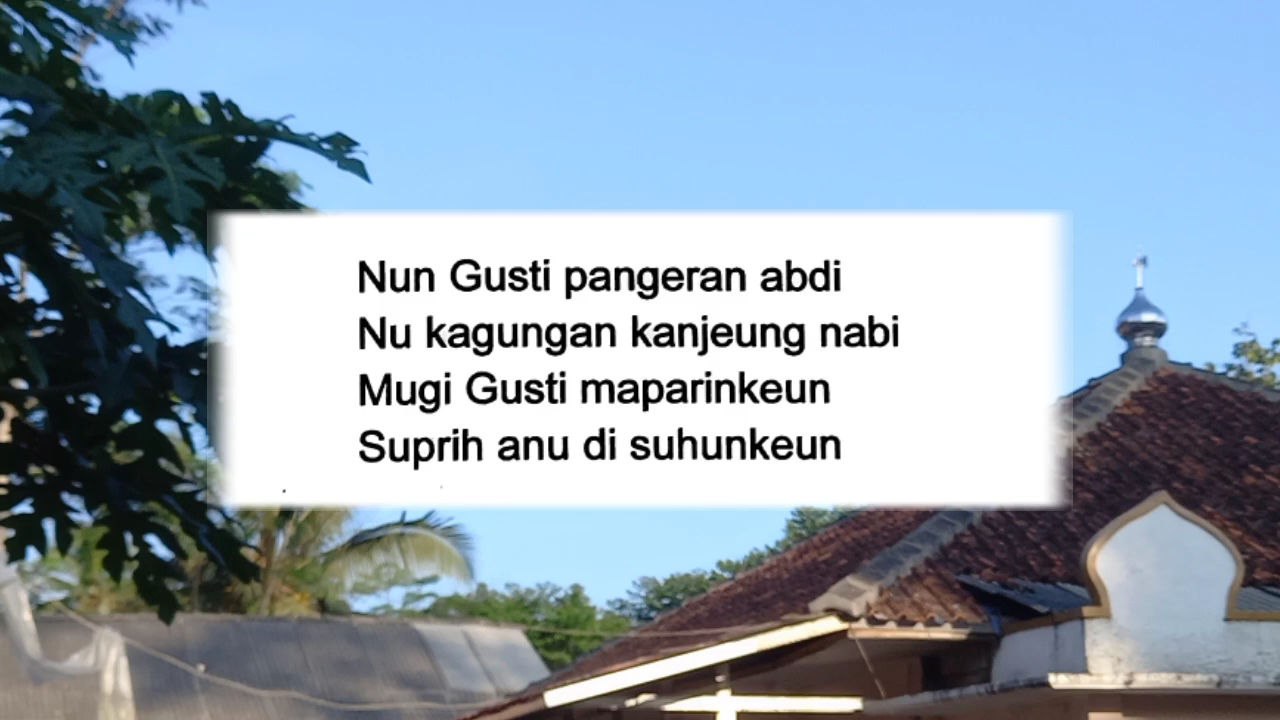 Nun Gusti pangeran abdi
Nu kagungan kanjeung nabi
Mugi Gusti maparinkeun
Suprih anu di suhunkeun